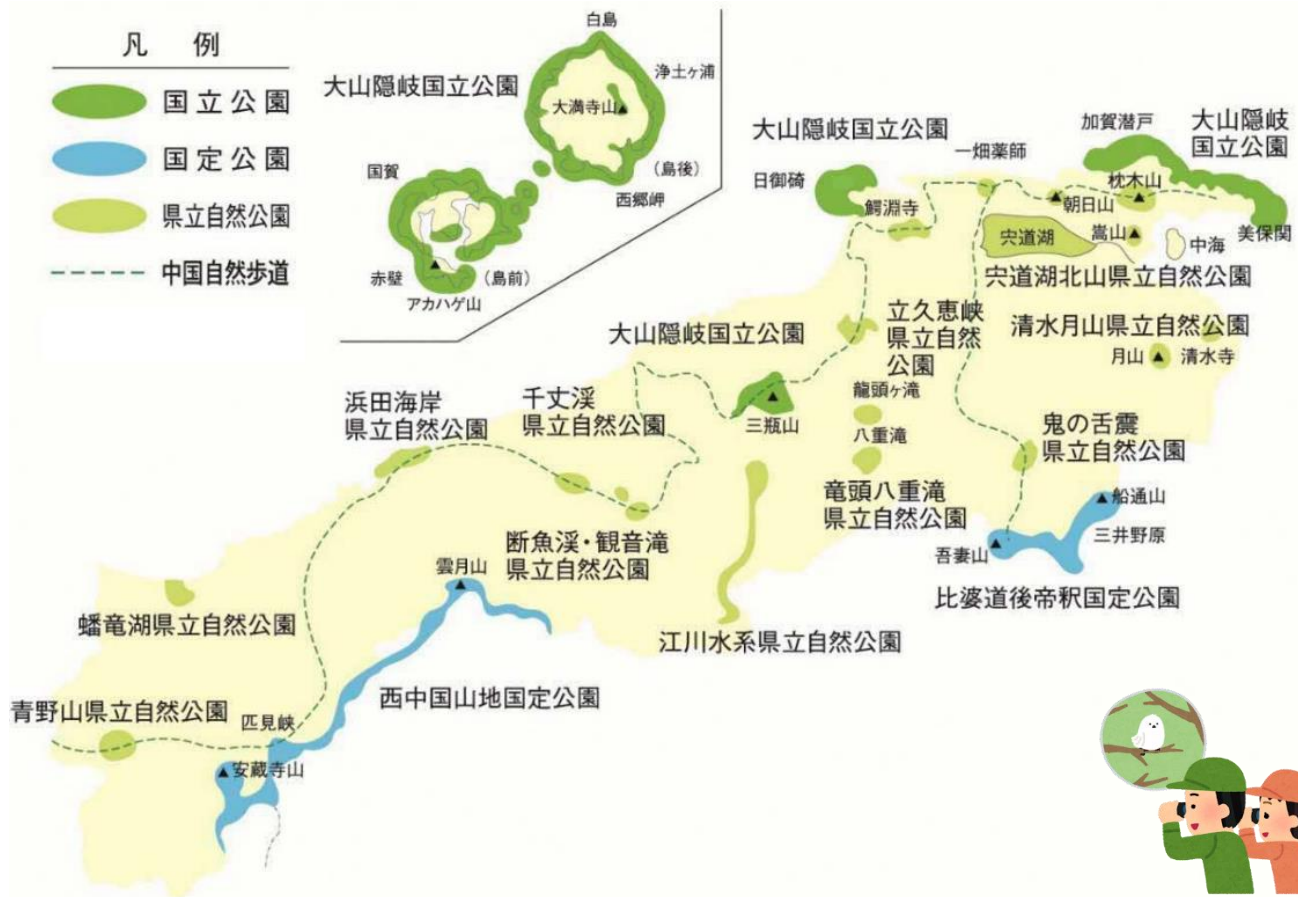 凡 例
国立公園
国定公園
県立自然公園
中国自然歩道
白島
大山隠岐国立公園
浄土ヶ浦
大満寺山
国賀
(島後)
西郷岬
赤壁
(島前)
アカハゲ山
大山隠岐国立公園
加賀潜戸
大山隠岐
国立公園
一畑薬師
日御碕
枕木山
鰐淵寺
朝日山
宍道湖
嵩山
中海
美保関
宍道湖北山県立自然公園
大山隠岐国立公園
立久恵峡
県立自然
公園
清水月山県立自然公園
月山
清水寺
三瓶山
龍頭ヶ滝
八重滝
竜頭八重滝
県立自然公園
鬼の舌震
県立自然公園
船通山
三井野原
吾妻山
比婆道後帝釈国定公園
浜田海岸
県立自然公園
千丈渓
県立自然公園
断魚渓・観音滝
県立自然公園
雲月山
江川水系県立自然公園
蟠竜湖県立自然公園
西中国山地国定公園
青野山県立自然公園
匹見峡
安蔵寺山